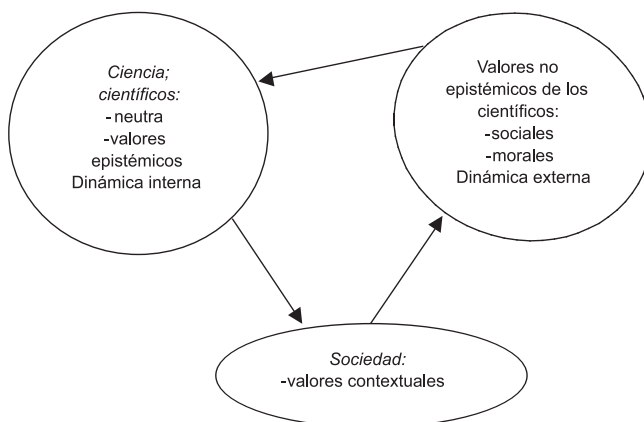 Ciencia;
científicos:
-neutra
-valores
epistémicos
Dinámica interna
Valores no
epistémicos de los
científicos:
-sociales
-morales
Dinámica externa
Sociedad:
-valores contextuales